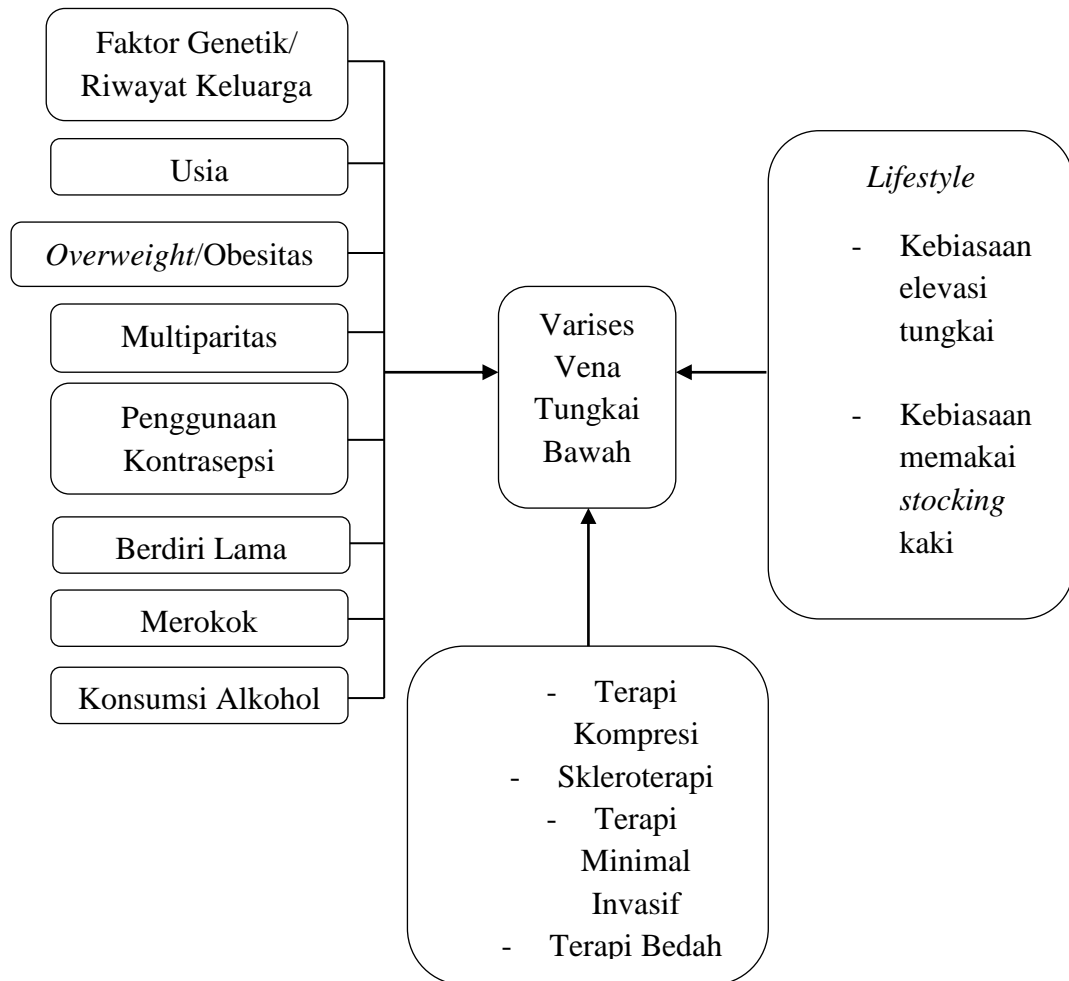 Faktor Genetik/
Riwayat Keluarga
Usia
Overweight/Obesitas
Multiparitas
Penggunaan
Kontrasepsi
Berdiri Lama
Merokok
Konsumsi Alkohol
Varises
Vena
Tungkai
Bawah
Lifestyle
- Kebiasaan
elevasi
tungkai
- Kebiasaan
memakai
stocking
kaki
- Terapi
Kompresi
- Skleroterapi
- Terapi
Minimal
Invasif
- Terapi Bedah